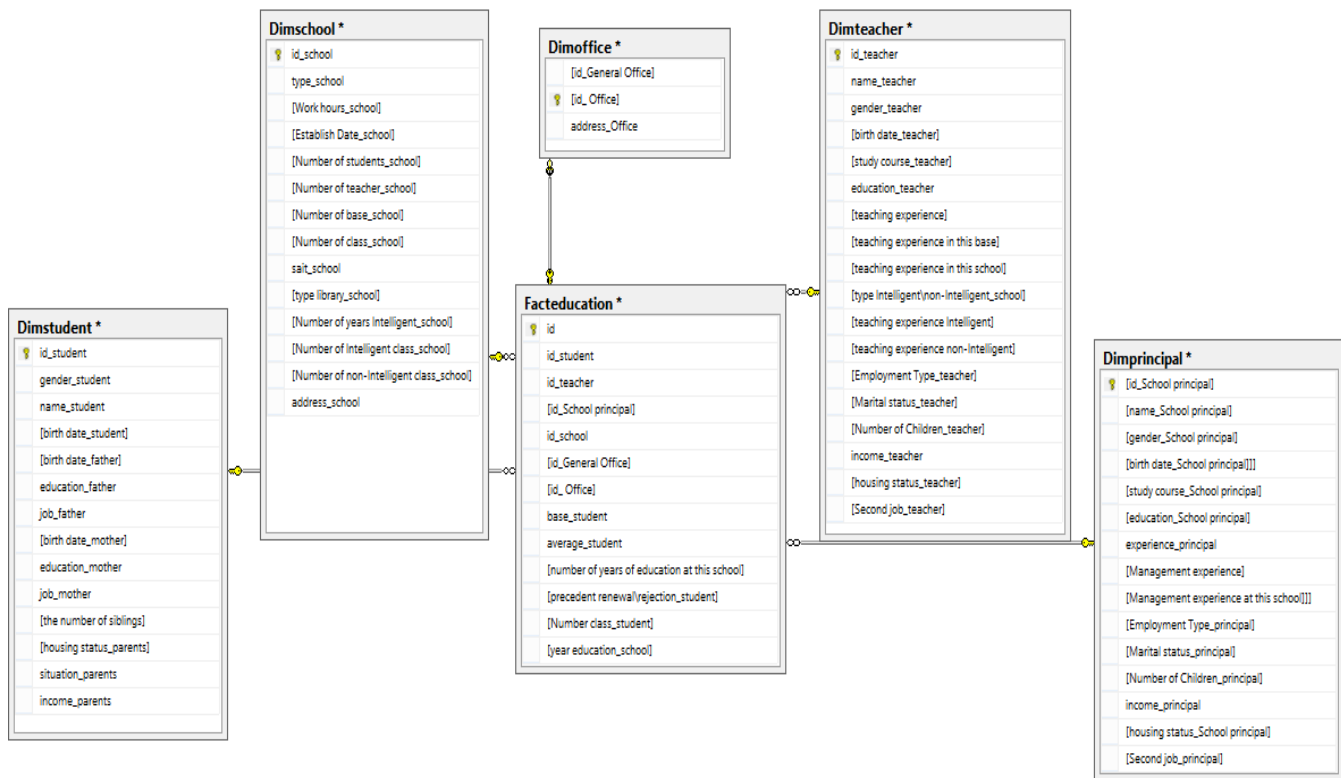 Dimschool *
id_school
type_school
[Work hours_school]
[Establish Date_school]
[Number of students_school]
[Number of teacher_school]
[Number of base_school]
[Number of class_school]
sait_school
[type library_school]
[Number of years Intelligent_school]
[Number of Intelligent class_school]
[Number of non-Intelligent class_school]
address_school
Dimoffice *
[id_General Office]
[id_ Office]
address_Office
Dimteacher *
id_teacher
name_teacher
gender_teacher
[birth date_teacher]
[study course_teacher]
education_teacher
[teaching experience]
[teaching experience in this base]
[teaching experience in this school]
[type Intelligent\non-Intelligent_school]
[teaching experience Intelligent]
[teaching experience non-Intelligent]
[Employment Type_teacher]
[Marital status_teacher]
[Number of Children_teacher]
income_teacher
[housing status_teacher]
[Second job_teacher]
Dimstudent *
id_student
gender_student
name_student
[birth date_student]
[birth date_father]
education_father
job_father
[birth date_mother]
education_mother
job_mother
[the number of siblings]
[housing status_parents]
situation_parents
income_parents
Facteducation *
id
id_student
id_teacher
[id_School principal]
id_school
[id_General Office]
[id_ Office]
base_student
average_student
[number of years of education at this school]
[precedent renewal\rejection_student]
[Number class_student]
[year education_school]
Dimprincipal *
[id_School principal]
[name_School principal]
[gender_School principal]
[birth date_School principal]]]
[study course_School principal]
[education_School principal]
experience_principal
[Management experience]
[Management experience at this school]]]
[Employment Type_principal]
[Marital status_principal]
[Number of Children_principal]
income_principal
[housing status_School principal]
[Second job_principal]